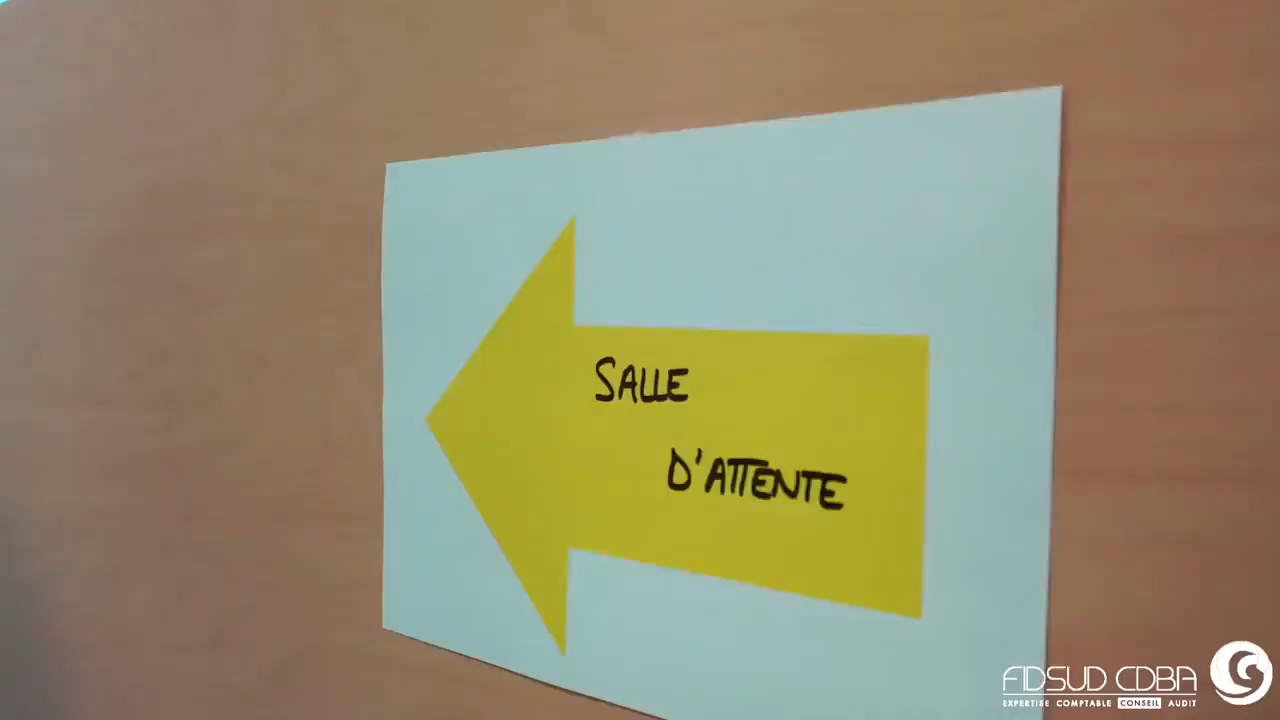 SALLE
D'ATTENTE
FIDSUD CDBA
EXPERTISE COMPTABLE CONSEIL AUDIT